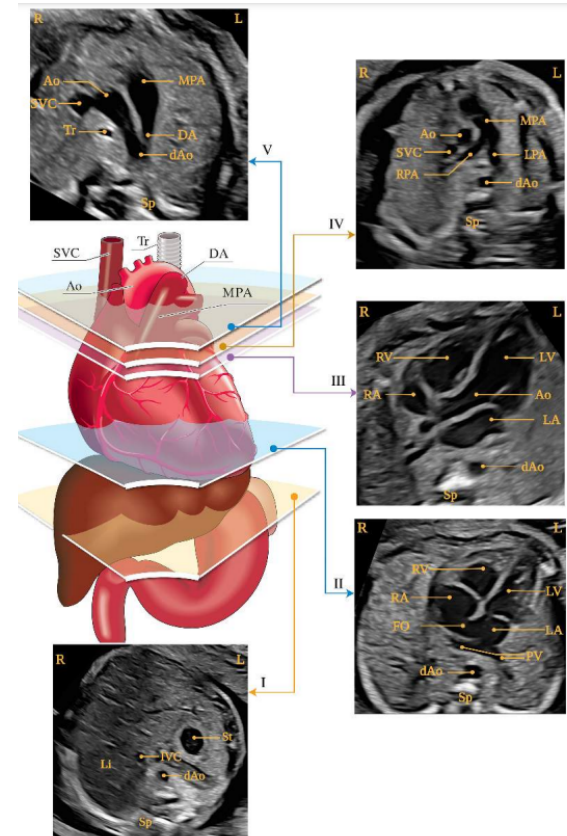 R L
Ao MPA
SVC
Tr DA
dAo
Sp
V
R L
MPA
Ao
SVC LPA
RPA
dAo
Sp
IV
SVC Tr DA
Ao
MPA
III
RV LV
RA Ao
LA
dAo
Sp
II
R L
RV
LV
RA
FO LA
PV
dAo
Sp
I
R L
St
IVC
Li dAo
Sp